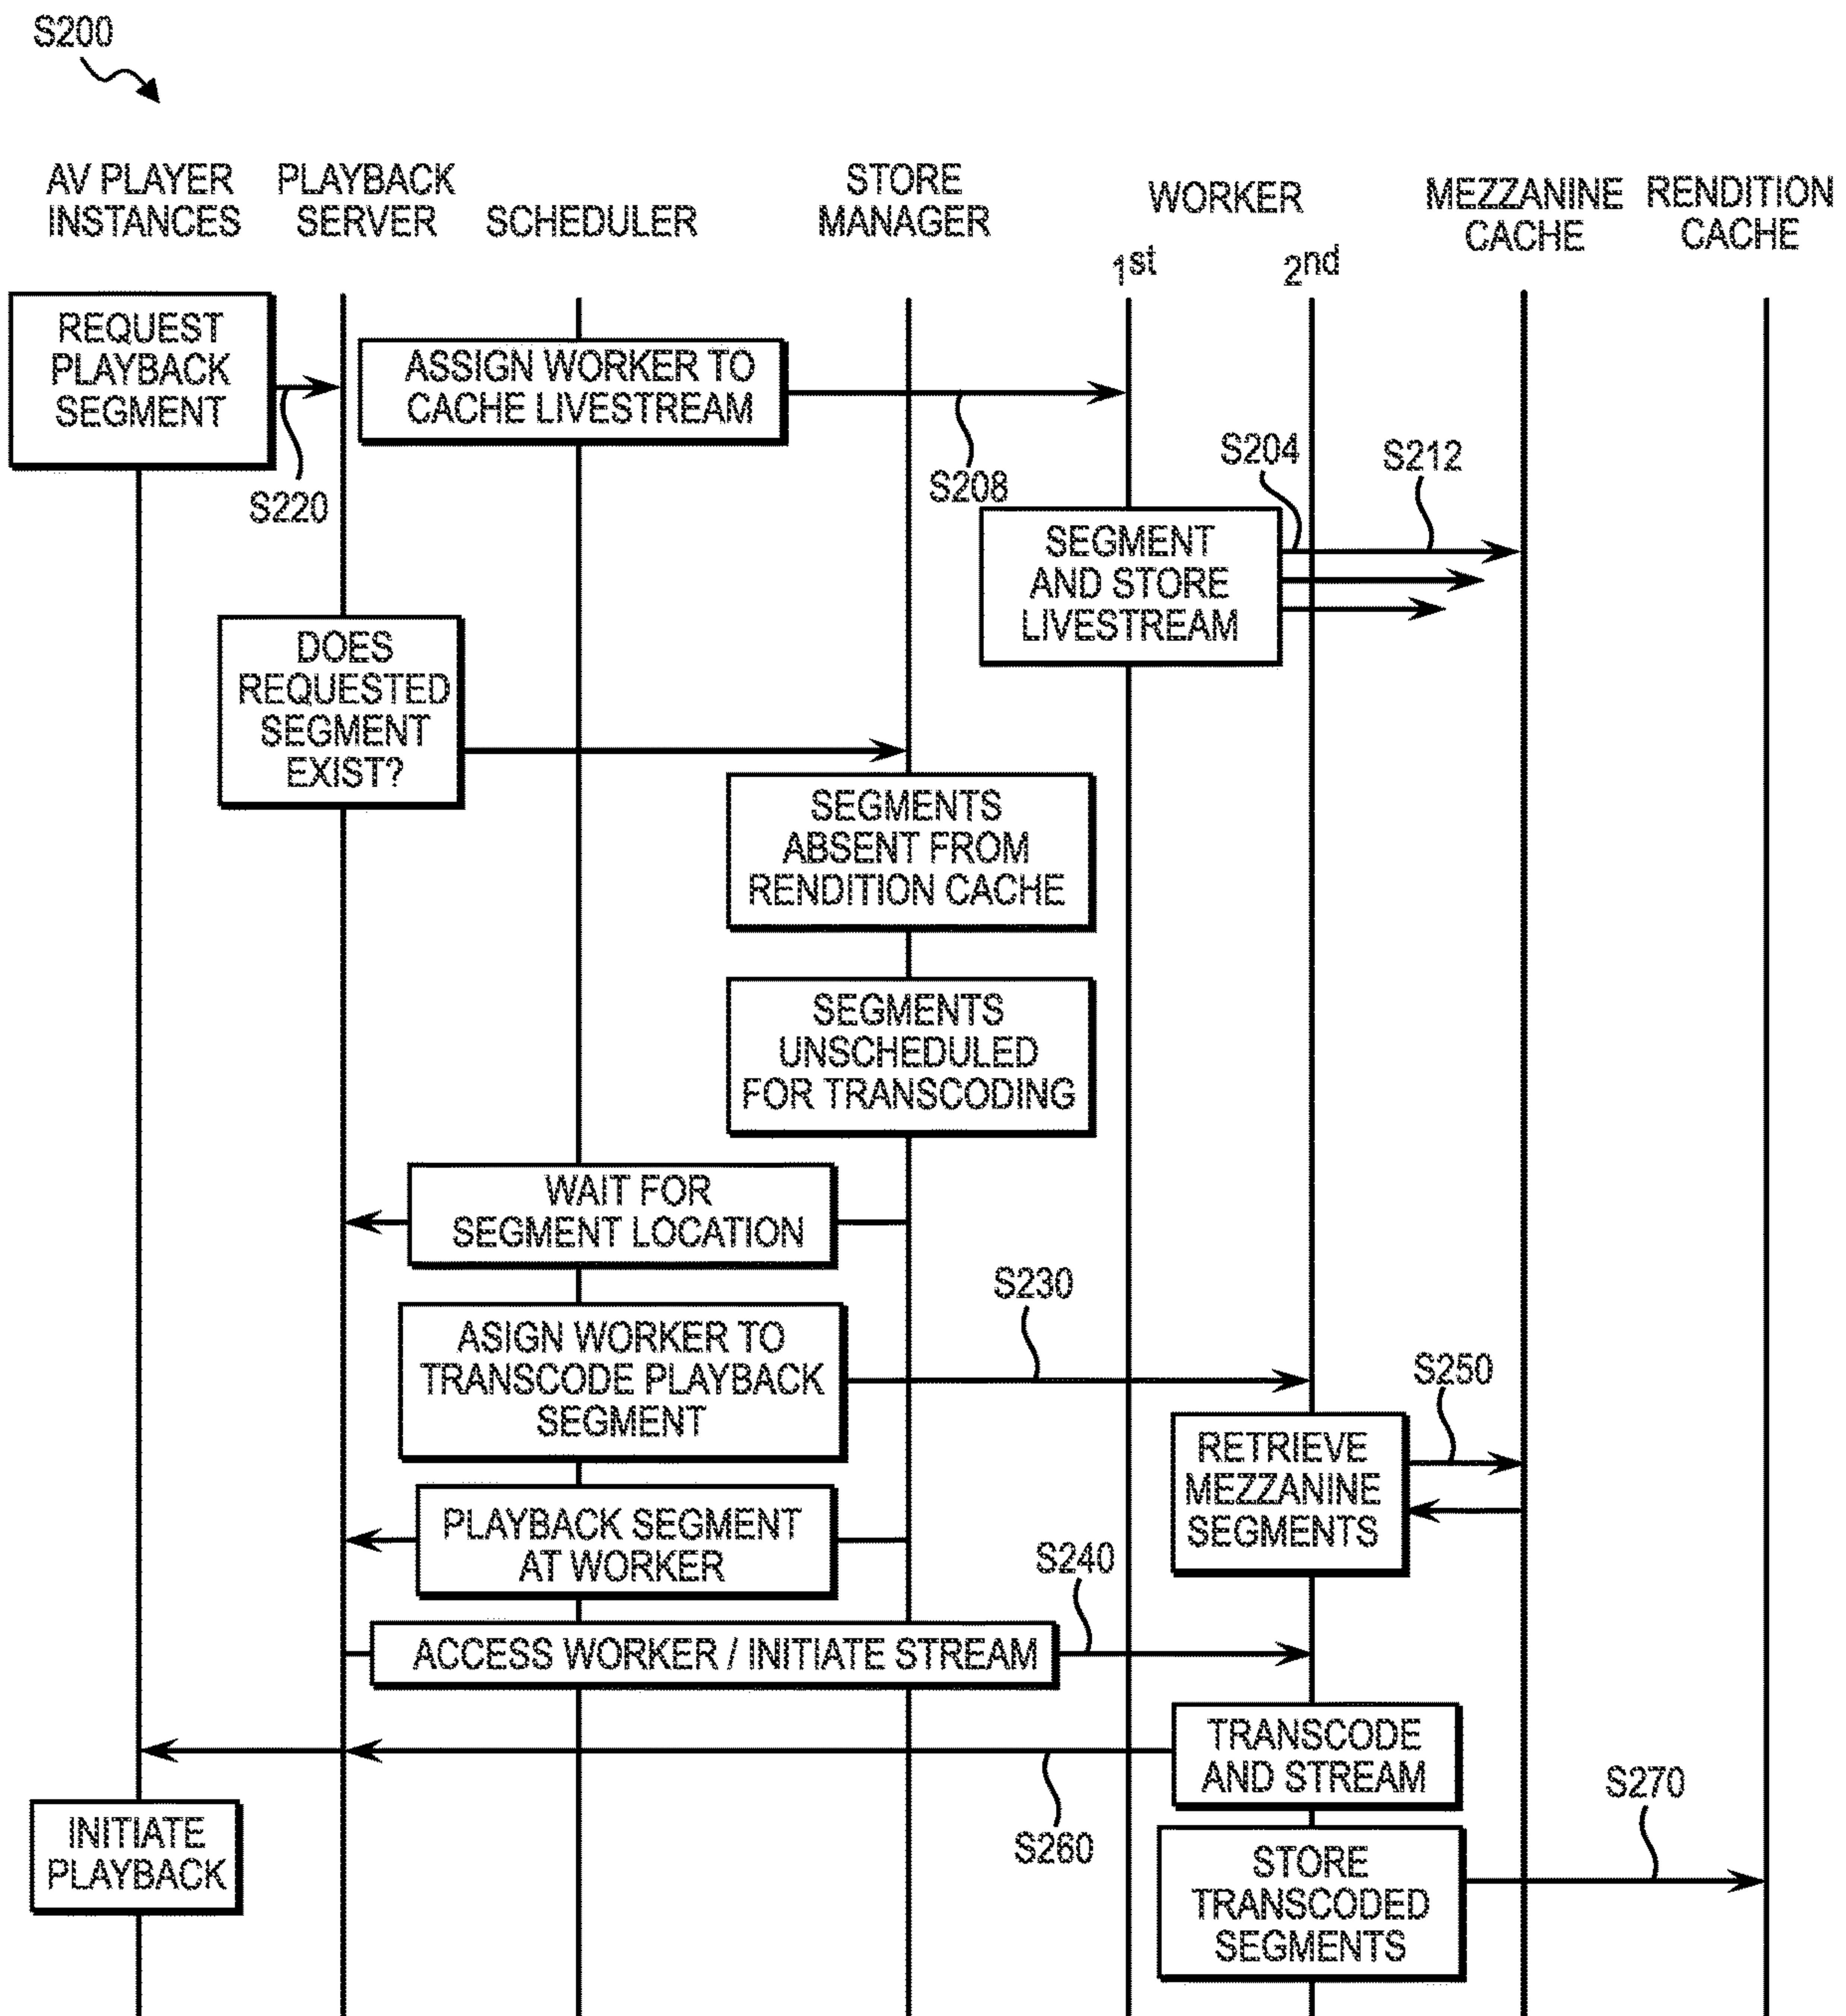 S200
AV PLAYER
INSTANCES
PLAYBACK
SERVER
SCHEDULER
STORE
MANAGER
WORKER
1st
2nd
MEZZANINE
CACHE
RENDITION
CACHE
REQUEST
PLAYBACK
SEGMENT
S220
ASSIGN WORKER TO
CACHE LIVESTREAM
S208
S204
S212
SEGMENT
AND STORE
LIVESTREAM
DOES
REQUESTED
SEGMENT
EXIST?
SEGMENTS
ABSENT FROM
RENDITION CACHE
SEGMENTS
UNSCHEDULED
FOR TRANSCODING
WAIT FOR
SEGMENT LOCATION
S230
ASIGN WORKER TO
TRANSCODE PLAYBACK
SEGMENT
S250
RETRIEVE
MEZZANINE
SEGMENTS
PLAYBACK SEGMENT
AT WORKER
S240
ACCESS WORKER / INITIATE STREAM
TRANSCODE
AND STREAM
S260
S270
INITIATE
PLAYBACK
STORE
TRANSCODED
SEGMENTS